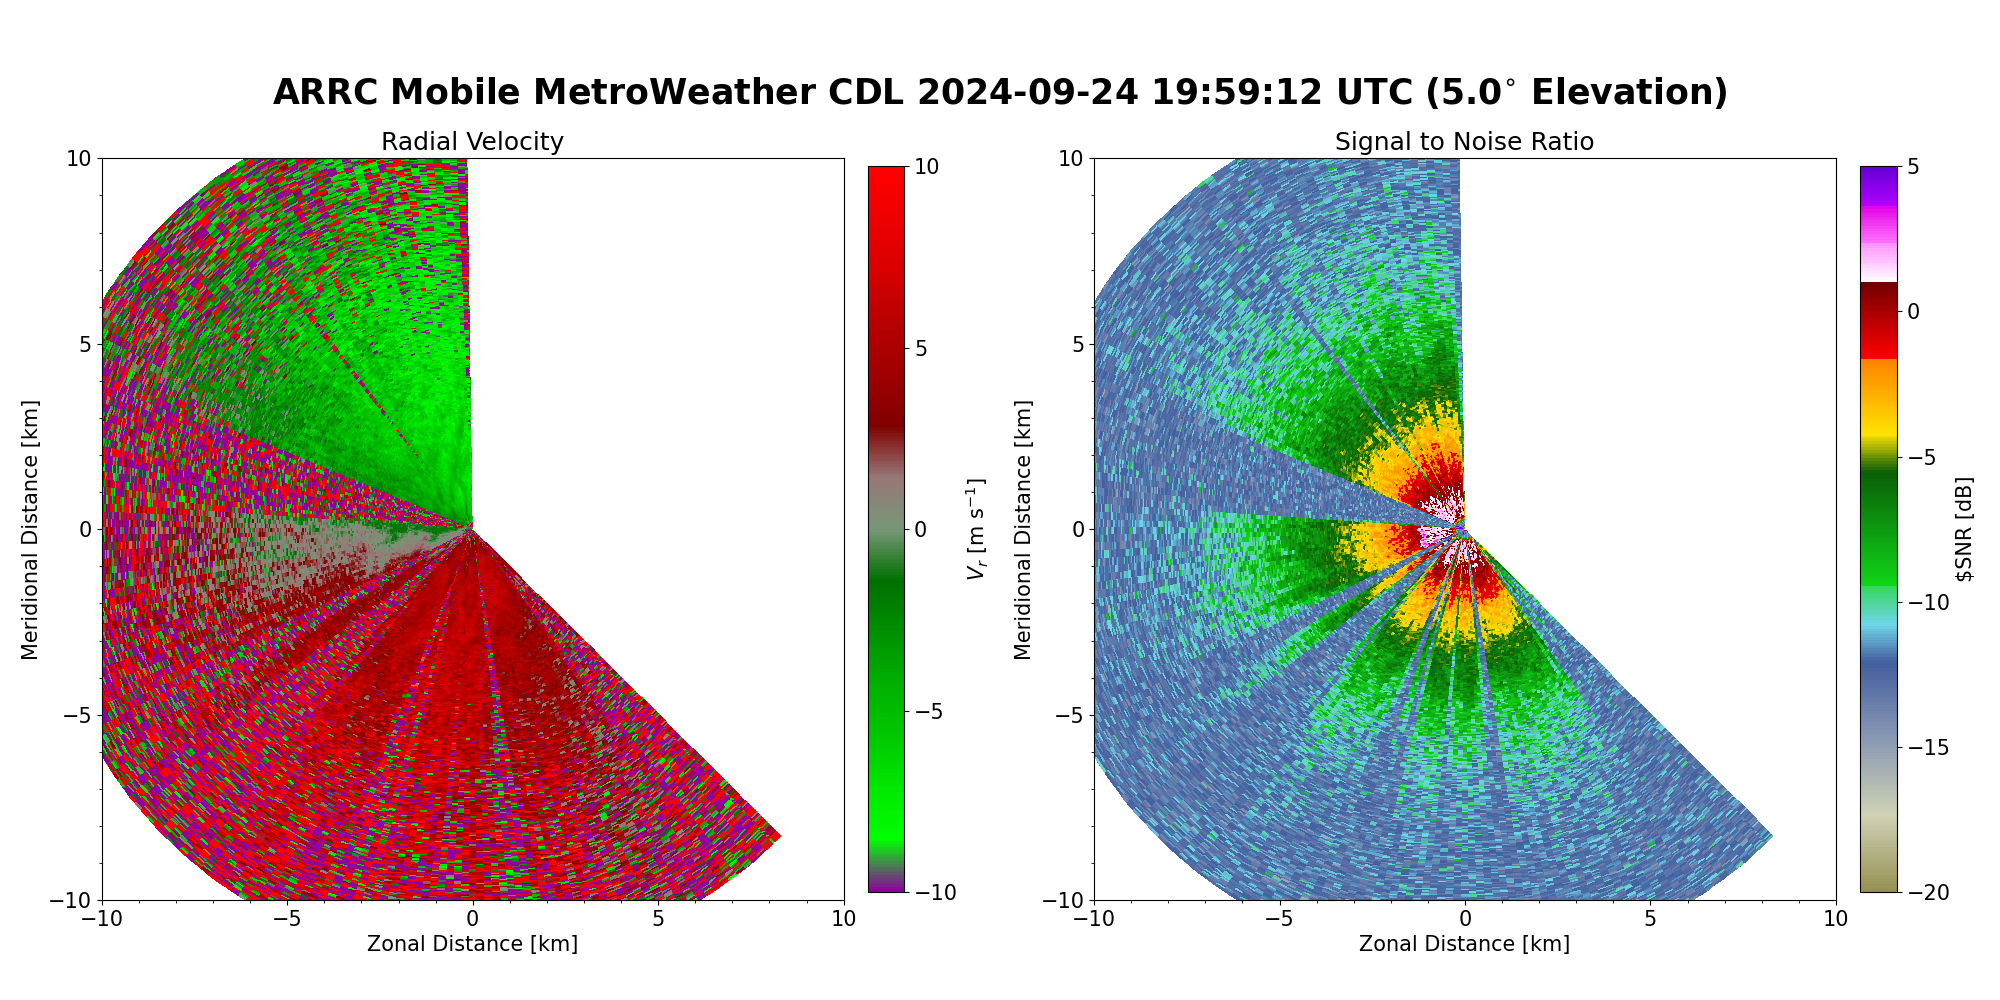 ARRC Mobile MetroWeather CDL 2024-09-24 19:59:12 UTC (5.0° Elevation)
Radial Velocity
10
5
0
−5
−10
−10 −5 0 5 10
Zonal Distance [km]
Meridional Distance [km]
10
5
0
−5
−10
Vr [m s−1]
Signal to Noise Ratio
10
5
0
−5
−10
−10 −5 0 5 10
Zonal Distance [km]
Meridional Distance [km]
5
0
−5
−10
−15
−20
$SNR [dB]